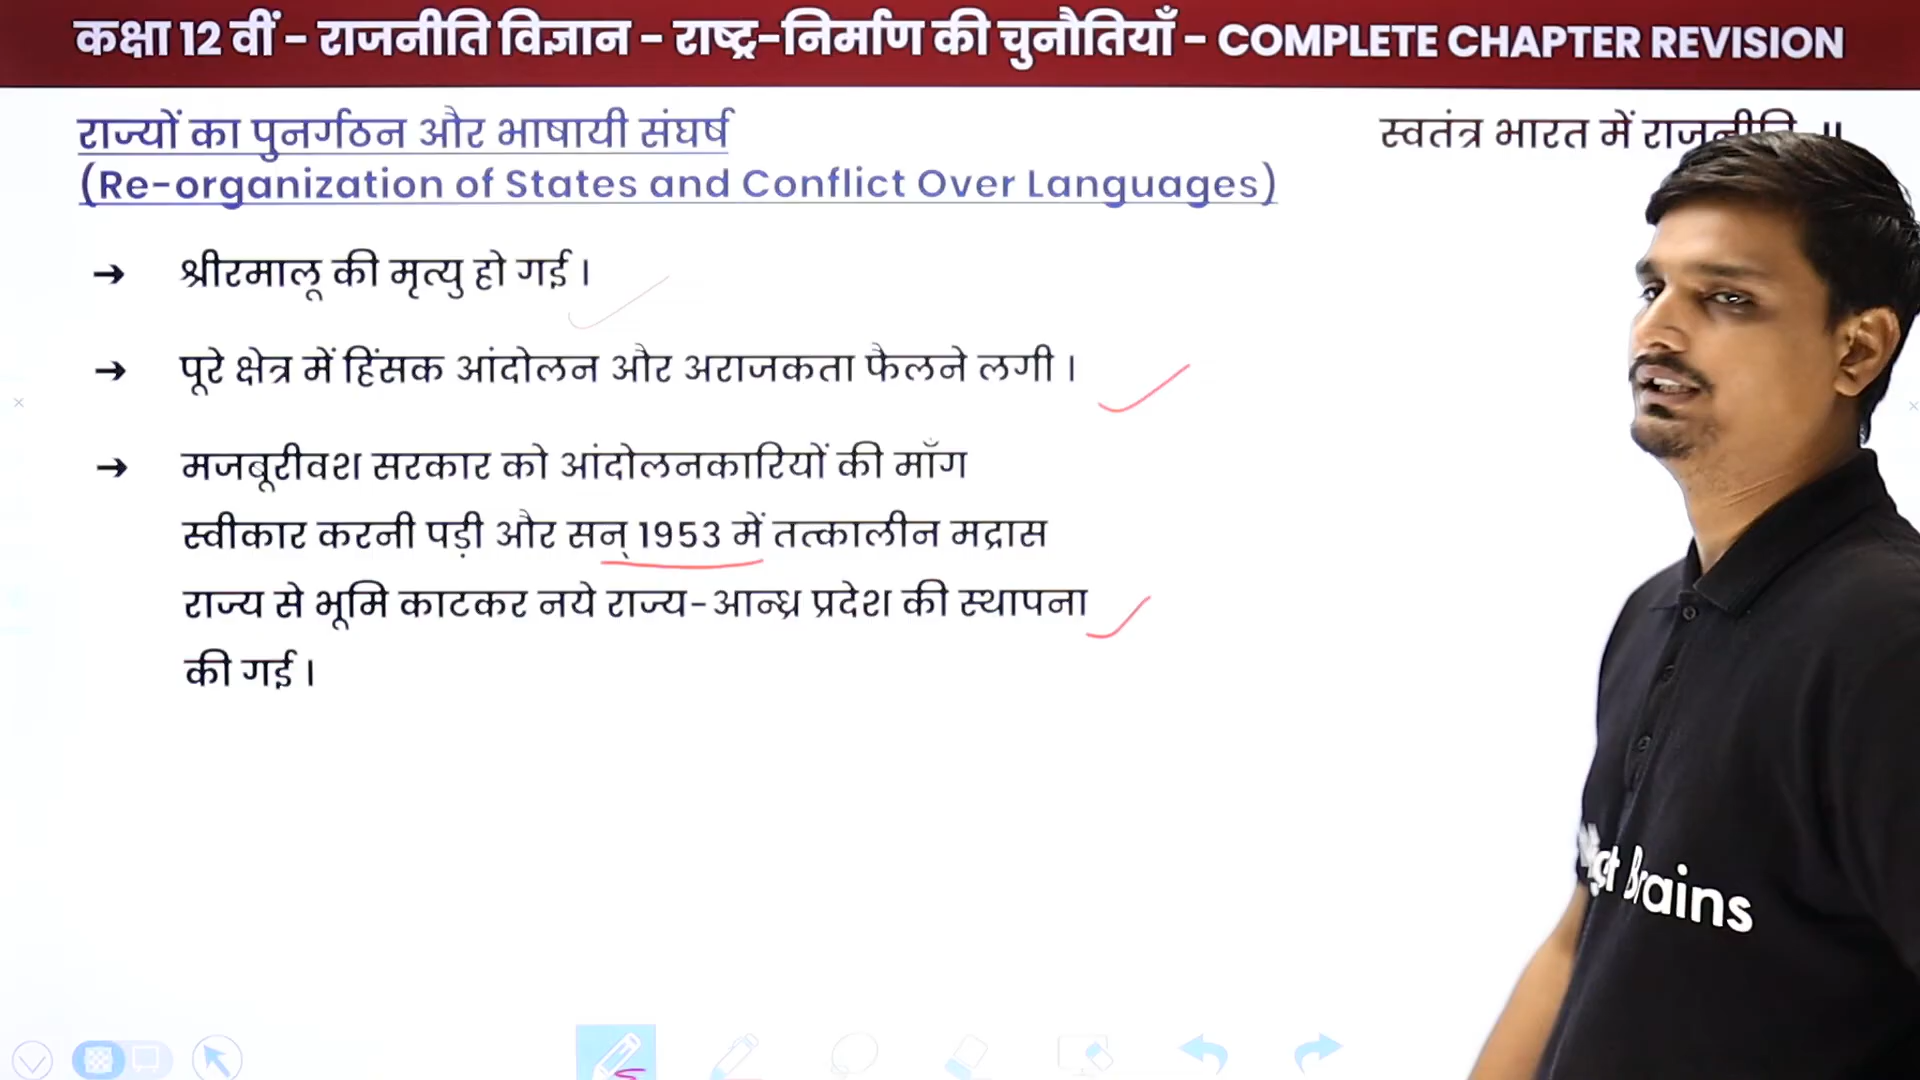 कक्षा 12 वीं - राजनीति विज्ञान - राष्ट्र-निर्माण की चुनौतियाँ - COMPLETE CHAPTER REVISION
राज्यों का पुनर्गठन और भाषायी संघर्ष
स्वतंत्र भारत में राजनीति
(Re-organization of States and Conflict Over Languages)
➔ श्रीरमालू की मृत्यु हो गई ।
➔ पूरे क्षेत्र में हिंसक आंदोलन और अराजकता फैलने लगी ।
➔ मजबूरीवश सरकार को आंदोलनकारियों की माँग
स्वीकार करनी पड़ी और सन् 1953 में तत्कालीन मद्रास
राज्य से भूमि काटकर नये राज्य-आन्ध्र प्रदेश की स्थापना
की गई ।
Brains